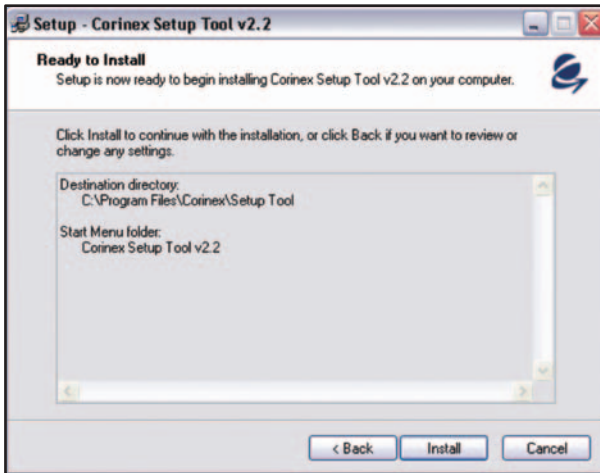 Setup - Corinex Setup Tool v2.2
Ready to Install
Setup is now ready to begin installing Corinex Setup Tool v2.2 on your computer.
Click Install to continue with the installation, or click Back if you want to review or
change any settings.
Destination directory:
C:\Program Files\Corinex\Setup Tool
Start Menu folder:
Corinex Setup Tool v2.2
< Back
Install
Cancel